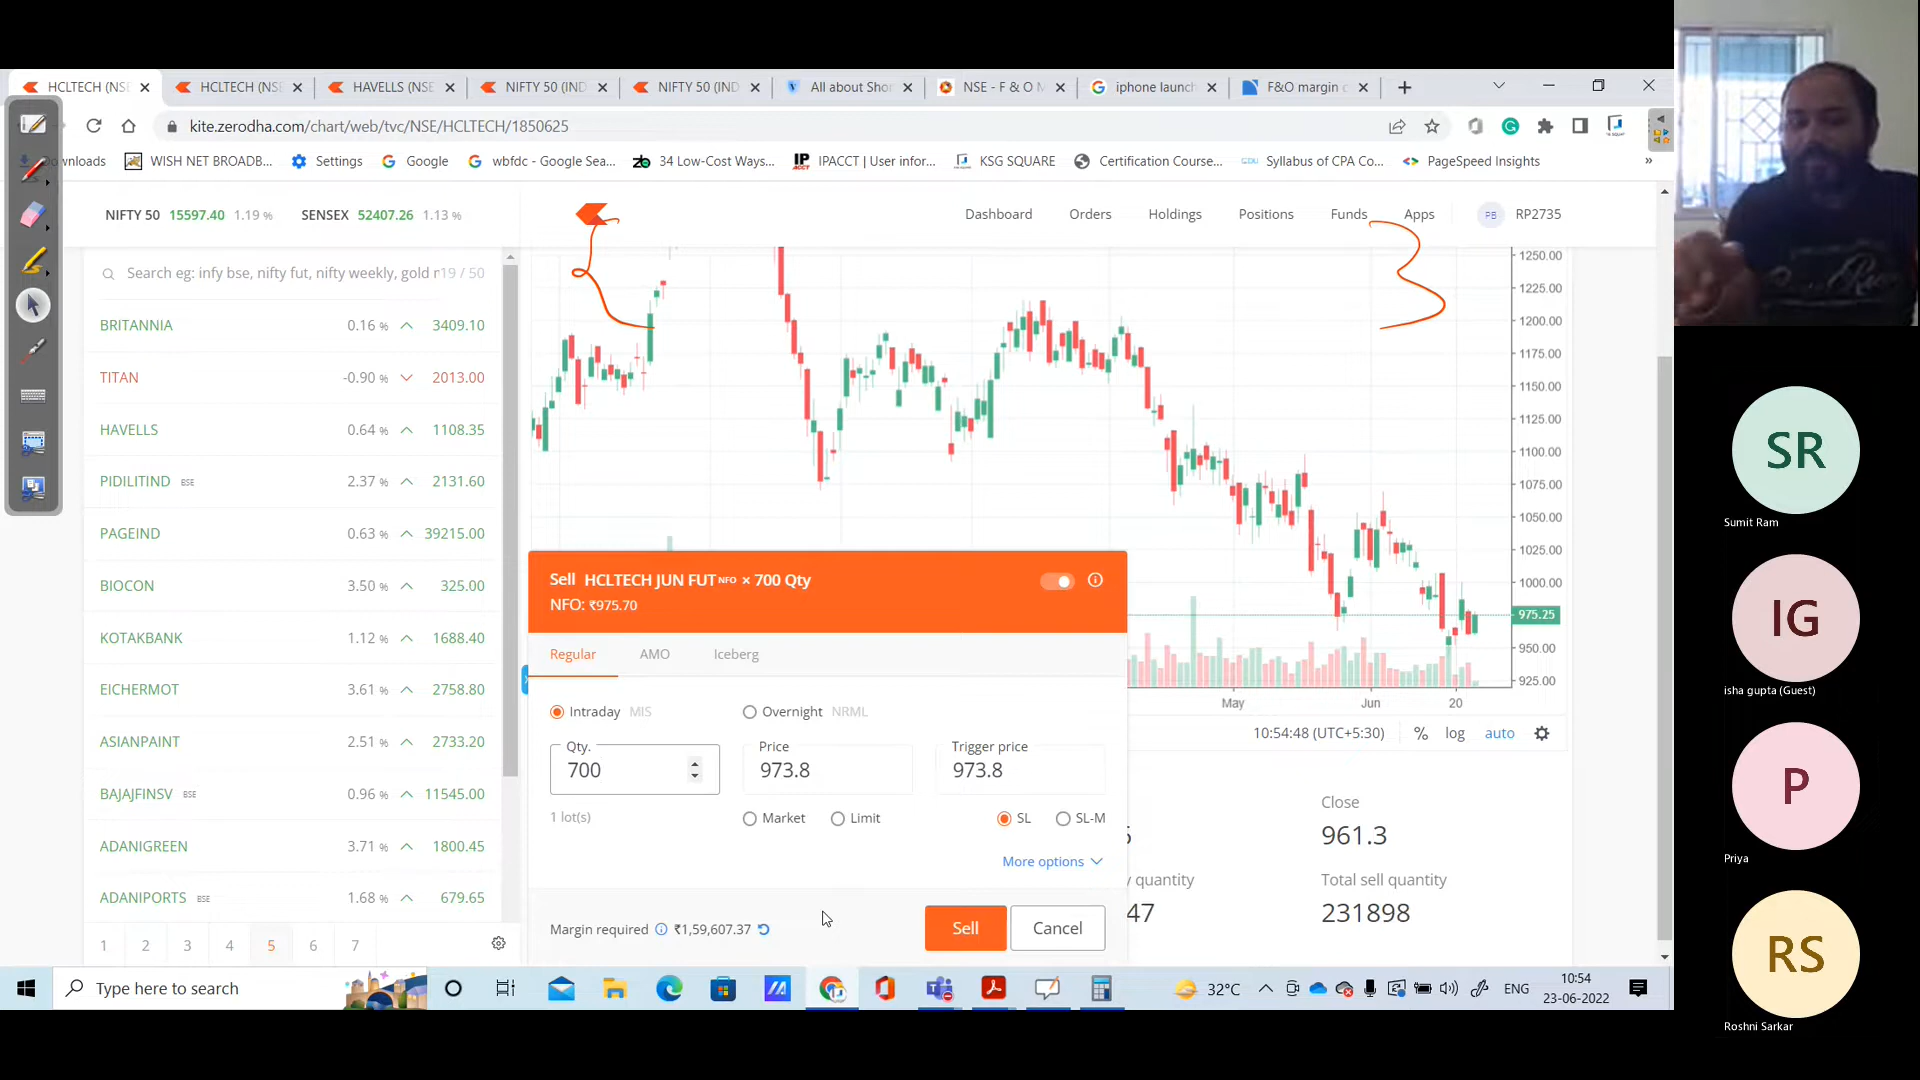 HCLTECH (NSE
HCLTECH (NSE
HAVELLS (NSE
NIFTY 50 (IND
NIFTY 50 (IND
All about Shor
NSE - F & O M
iphone launch
F&O margin c
kite.zerodha.com/chart/web/tvc/NSE/HCLTECH/1850625
Downloads
WISH NET BROADB...
Settings
Google
wbfdc - Google Sea...
34 Low-Cost Ways...
IPACCT | User infor...
KSG SQUARE
Certification Course...
Syllabus of CPA Co...
PageSpeed Insights
NIFTY 50 15597.40 1.19 %
SENSEX 52407.26 1.13 %
Dashboard
Orders
Holdings
Positions
Funds
Apps
PB
RP2735
Search eg: infy bse, nifty fut, nifty weekly, gold
19 / 50
BRITANNIA 0.16 % 3409.10
TITAN -0.90 % 2013.00
HAVELLS 0.64 % 1108.35
PIDILITIND BSE 2.37 % 2131.60
PAGEIND 0.63 % 39215.00
BIOCON 3.50 % 325.00
KOTAKBANK 1.12 % 1688.40
EICHERMOT 3.61 % 2758.80
ASIANPAINT 2.51 % 2733.20
BAJAJFINSV BSE 0.96 % 11545.00
ADANIGREEN 3.71 % 1800.45
ADANIPORTS BSE 1.68 % 679.65
1 2 3 4 5 6 7
1250.00
1225.00
1200.00
1175.00
1150.00
1125.00
1100.00
1075.00
1050.00
1025.00
1000.00
975.25
950.00
925.00
May
Jun
20
10:54:48 (UTC+5:30)
%
log
auto
Sell HCLTECH JUN FUT NFO × 700 Qty
NFO: ₹975.70
Regular
AMO
Iceberg
Intraday MIS
Overnight NRML
Qty.
700
Price
973.8
Trigger price
973.8
1 lot(s)
Market
Limit
SL
SL-M
More options
Margin required ₹1,59,607.37
Sell
Cancel
Close
961.3
y quantity
47
Total sell quantity
231898
Type here to search
32°C
ENG
10:54
23-06-2022
SR
Sumit Ram
IG
isha gupta (Guest)
P
Priya
RS
Roshni Sarkar